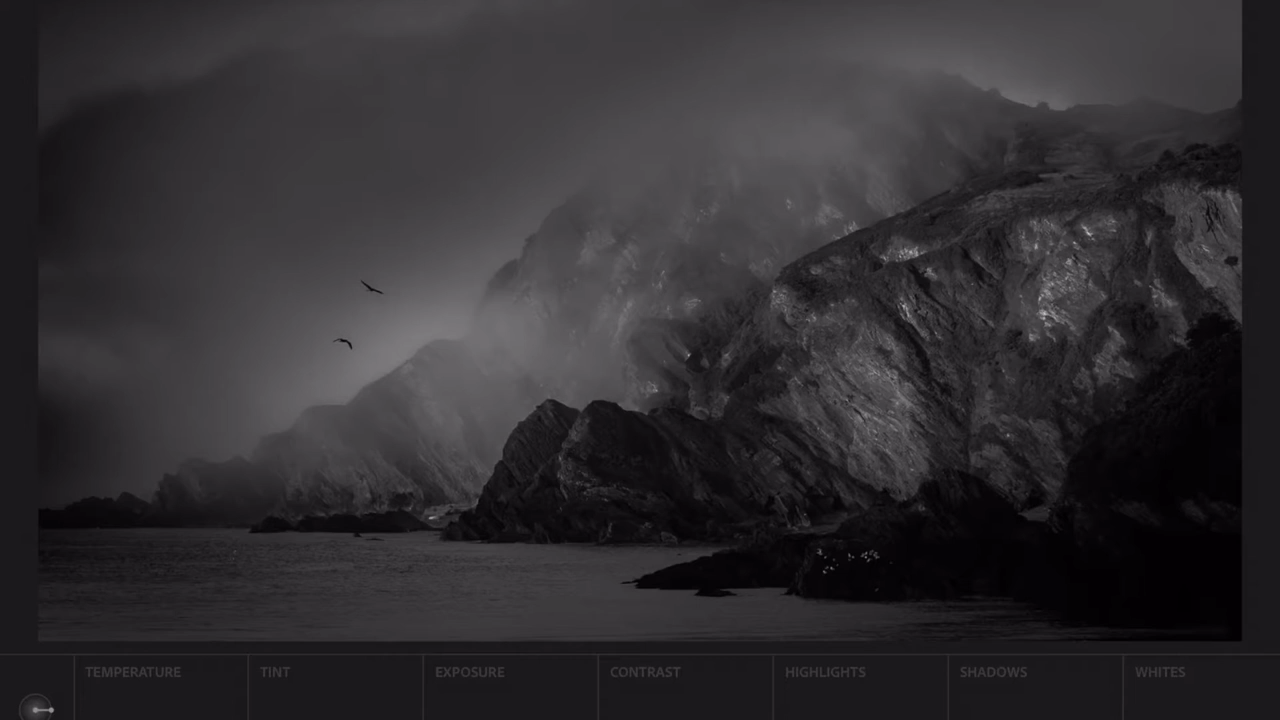 TEMPERATURE
TINT
EXPOSURE
CONTRAST
HIGHLIGHTS
SHADOWS
WHITES